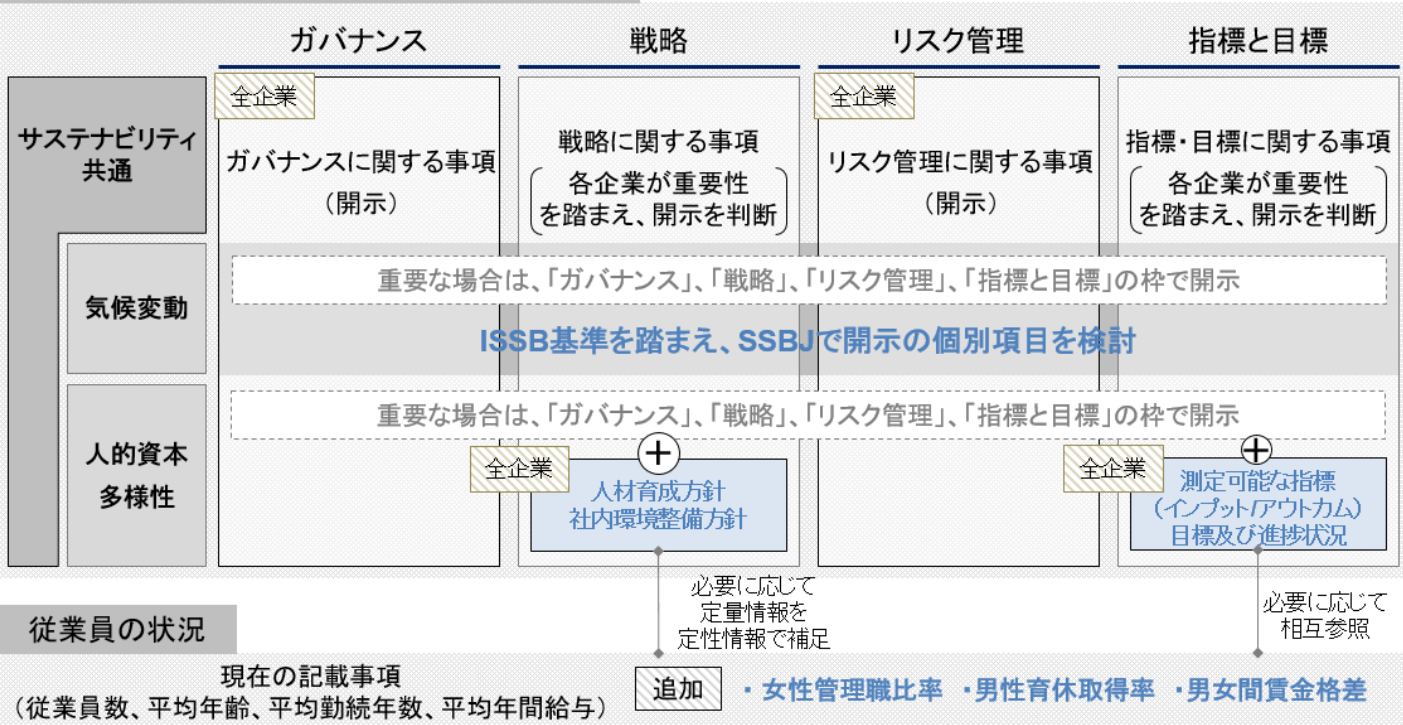 ガバナンス
戦略
リスク管理
指標と目標
サステナビリティ
共通
全企業
ガバナンスに関する事項
（開示）
戦略に関する事項
各企業が重要性
を踏まえ、開示を判断
全企業
リスク管理に関する事項
（開示）
指標・目標に関する事項
各企業が重要性
を踏まえ、開示を判断
気候変動
重要な場合は、「ガバナンス」、「戦略」、「リスク管理」、「指標と目標」の枠で開示
ISSB基準を踏まえ、SSBJで開示の個別項目を検討
人的資本
多様性
重要な場合は、「ガバナンス」、「戦略」、「リスク管理」、「指標と目標」の枠で開示
＋
全企業
人材育成方針
社内環境整備方針
＋
全企業
測定可能な指標
（インプット/アウトカム）
目標及び進捗状況
必要に応じて
定量情報を
定性情報で補足
必要に応じて
相互参照
従業員の状況
現在の記載事項
（従業員数、平均年齢、平均勤続年数、平均年間給与）
追加
・女性管理職比率 ・男性育休取得率 ・男女間賃金格差